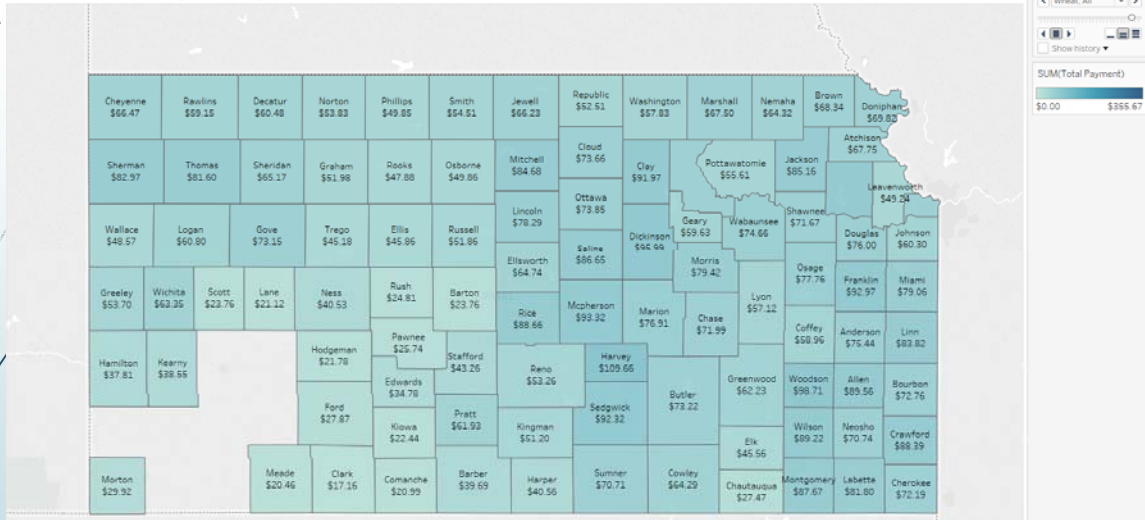 Wheat, All
Show history
SUM(Total Payment)
$0.00 $355.67
Cheyenne
$66.47
Rawlins
$59.15
Decatur
$60.48
Norton
$53.83
Phillips
$49.85
Smith
$54.51
Jewell
$66.23
Republic
$52.51
Washington
$57.83
Marshall
$67.50
Nemaha
$64.32
Brown
$68.34
Doniphan
$69.82
Atchison
$67.75
Sherman
$82.97
Thomas
$81.60
Sheridan
$65.17
Graham
$51.98
Rooks
$47.88
Osborne
$49.86
Mitchell
$84.68
Cloud
$73.66
Clay
$91.97
Pottawatomie
$55.61
Jackson
$85.16
Leavenworth
$49.24
Wallace
$48.57
Logan
$60.80
Gove
$73.15
Trego
$45.18
Ellis
$45.86
Russell
$51.86
Lincoln
$78.29
Ottawa
$73.85
Saline
$86.65
Dickinson
Geary
$59.63
Wabaunsee
$74.66
Shawnee
$71.67
Douglas
$76.00
Johnson
$60.30
Ellsworth
$64.74
Morris
$79.42
Osage
$77.76
Franklin
$92.97
Miami
$79.06
Greeley
$53.70
Wichita
$63.35
Scott
$23.76
Lane
$21.12
Ness
$40.53
Rush
$24.81
Barton
$23.76
Rice
$88.66
Mcpherson
$93.32
Marion
$76.91
Chase
$71.99
Lyon
$57.12
Coffey
$58.96
Anderson
$75.44
Linn
$83.82
Hamilton
$37.81
Kearny
$38.55
Hodgeman
$21.78
Pawnee
$25.74
Stafford
$43.26
Edwards
$34.78
Reno
$53.26
Harvey
$109.66
Sedgwick
$92.32
Butler
$73.22
Greenwood
$62.23
Woodson
$98.71
Allen
$89.56
Bourbon
$72.76
Ford
$27.87
Kiowa
$22.44
Pratt
$61.93
Kingman
$51.20
Elk
$45.56
Wilson
$89.22
Neosho
$70.74
Crawford
$88.39
Morton
$29.92
Meade
$20.46
Clark
$17.16
Comanche
$20.99
Barber
$39.69
Harper
$40.56
Sumner
$70.71
Cowley
$64.29
Chautauqua
$27.47
Montgomery
$87.67
Labette
$81.80
Cherokee
$72.19